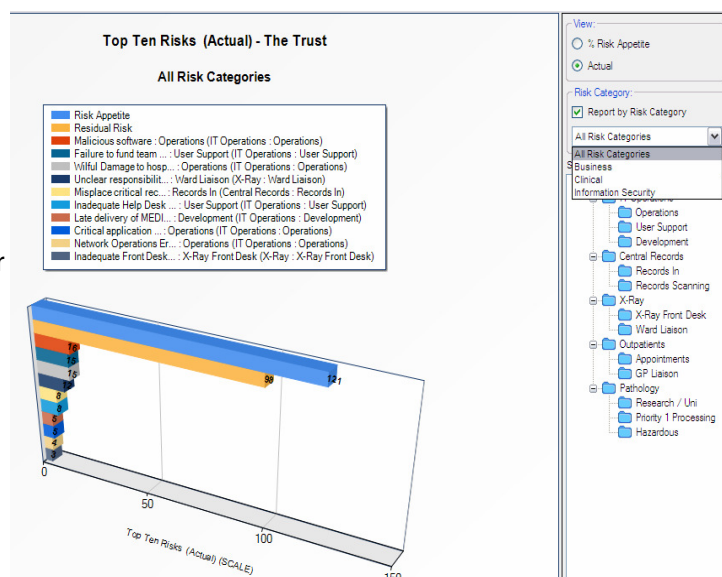 Top Ten Risks (Actual) - The Trust
All Risk Categories
Risk Appetite
Residual Risk
Malicious software : Operations (IT Operations : Operations)
Failure to fund team ... : User Support (IT Operations : User Support)
Wilful Damage to hosp... : Operations (IT Operations : Operations)
Unclear responsibilit... : Ward Liaison (X-Ray : Ward Liaison)
Misplace critical rec... : Records In (Central Records : Records In)
Inadequate Help Desk ... : User Support (IT Operations : User Support)
Late delivery of MEDI... : Development (IT Operations : Development)
Critical application ... : Operations (IT Operations : Operations)
Network Operations Er... : Operations (IT Operations : Operations)
Inadequate Front Desk... : X-Ray Front Desk (X-Ray : X-Ray Front Desk)
r
121
98
16
15
15
8
4
3
0
50
100
150
Top Ten Risks (Actual) (SCALE)
View:
% Risk Appetite
Actual
Risk Category:
Report by Risk Category
All Risk Categories
All Risk Categories
Business
Clinical
Information Security
Operations
User Support
Development
Central Records
Records In
Records Scanning
X-Ray
X-Ray Front Desk
Ward Liaison
Outpatients
Appointments
GP Liaison
Pathology
Research / Uni
Priority 1 Processing
Hazardous